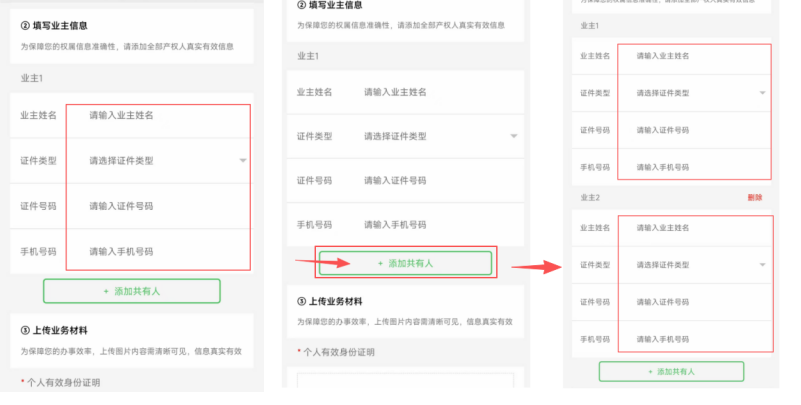 ② 填写业主信息
为保障您的权属信息准确性，请添加全部产权人真实有效信息
业主1
业主姓名 请输入业主姓名
证件类型 请选择证件类型
证件号码 请输入证件号码
手机号码 请输入手机号码
+ 添加共有人
③ 上传业务材料
为保障您的办事效率，上传图片内容需清晰可见，信息真实有效
* 个人有效身份证明
② 填写业主信息
为保障您的权属信息准确性，请添加全部产权人真实有效信息
业主1
业主姓名 请输入业主姓名
证件类型 请选择证件类型
证件号码 请输入证件号码
手机号码 请输入手机号码
+ 添加共有人
③ 上传业务材料
为保障您的办事效率，上传图片内容需清晰可见，信息真实有效
* 个人有效身份证明
业主1
业主姓名 请输入业主姓名
证件类型 请选择证件类型
证件号码 请输入证件号码
手机号码 请输入手机号码
业主2 删除
业主姓名 请输入业主姓名
证件类型 请选择证件类型
证件号码 请输入证件号码
手机号码 请输入手机号码
+ 添加共有人